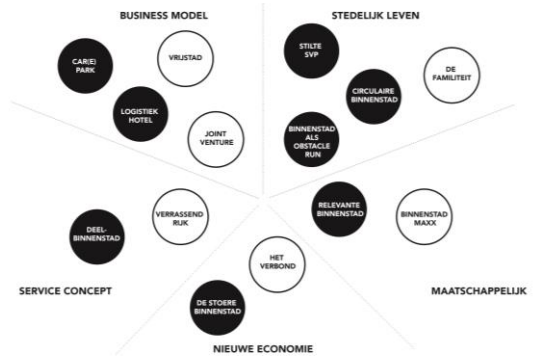 BUSINESS MODEL
STEDELIJK LEVEN
CAR(E)
PARK
VRIJSTAD
LOGISTIEK
HOTEL
JOINT
VENTURE
STILTE
SVP
DE
FAMILITEIT
CIRCULAIRE
BINNENSTAD
BINNENSTAD
ALS
OBSTACLE
RUN
DEEL-
BINNENSTAD
VERRASSEND
RIJK
RELEVANTE
BINNENSTAD
BINNENSTAD
MAXX
HET
VERBOND
DE STOERE
BINNENSTAD
SERVICE CONCEPT
MAATSCHAPPELIJK
NIEUWE ECONOMIE